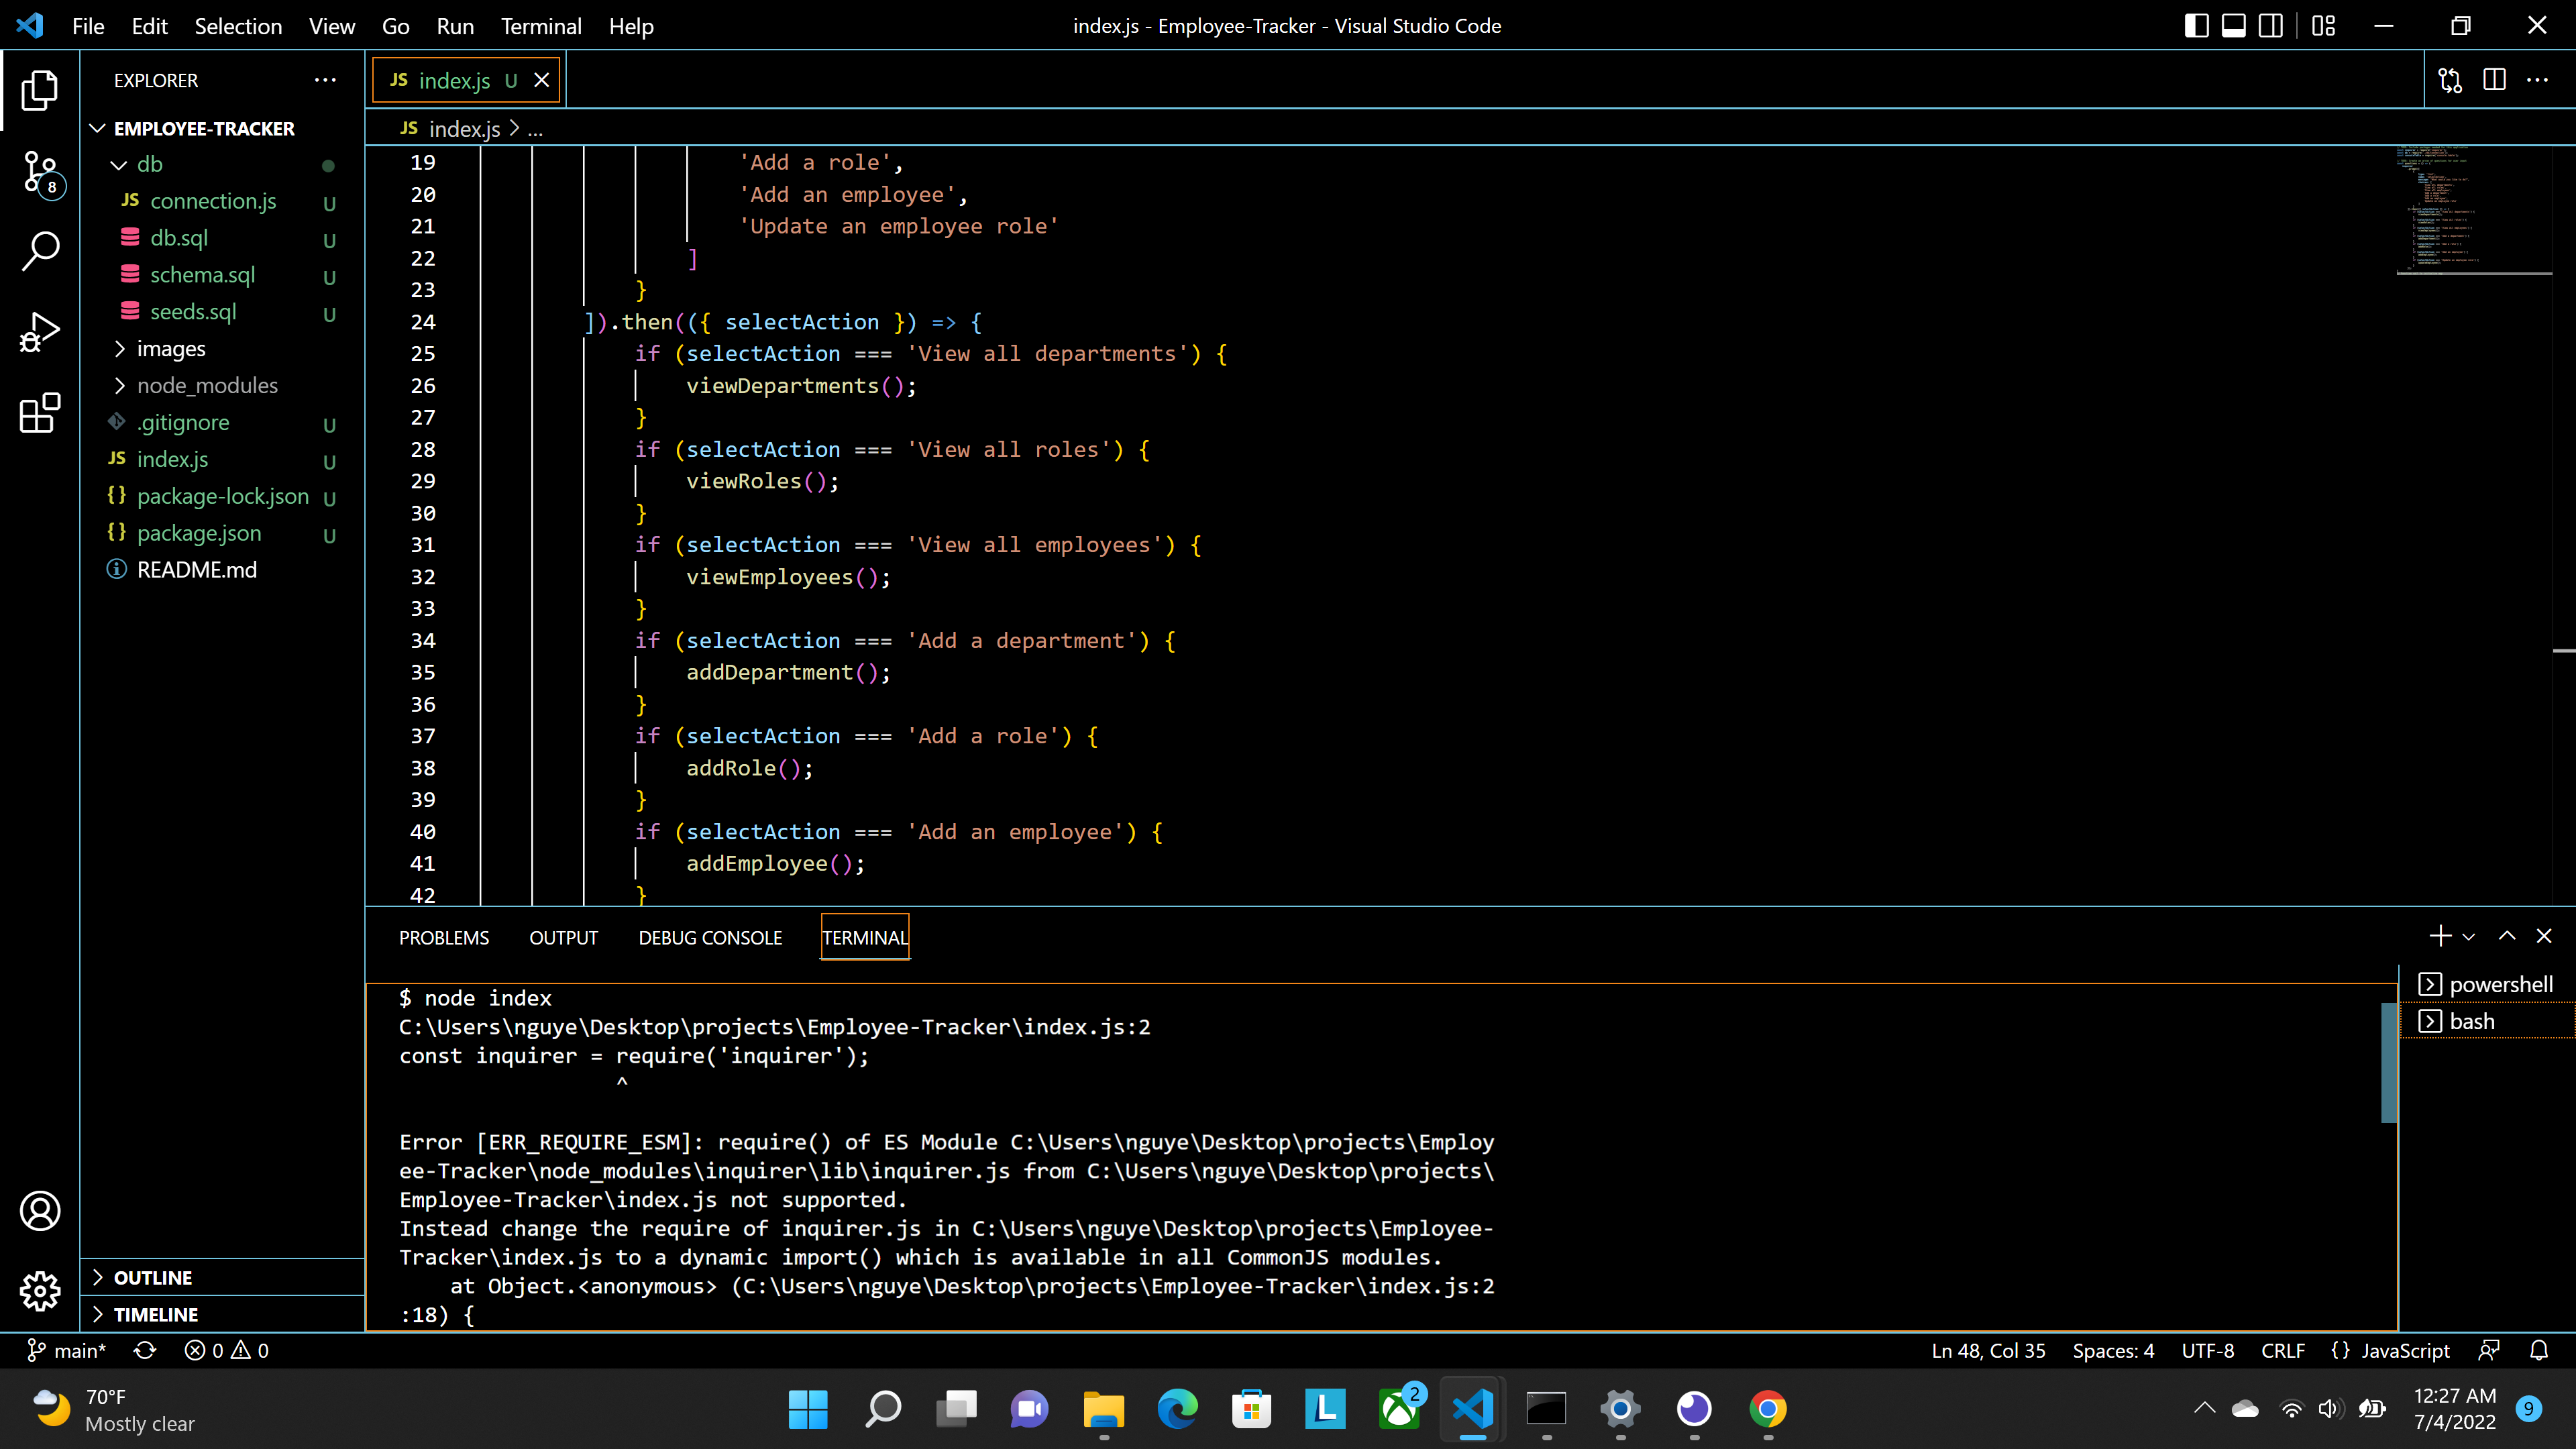 File Edit Selection View Go Run Terminal Help
index.js - Employee-Tracker - Visual Studio Code
EXPLORER
EMPLOYEE-TRACKER
db
JS connection.js U
db.sql U
schema.sql U
seeds.sql U
images
node_modules
.gitignore U
JS index.js U
{} package-lock.json U
{} package.json U
README.md
OUTLINE
TIMELINE
8
JS index.js U
JS index.js > ...
19 'Add a role',
20 'Add an employee',
21 'Update an employee role'
22 ]
23 }
24 ]).then(({ selectAction }) => {
25 if (selectAction === 'View all departments') {
26 viewDepartments();
27 }
28 if (selectAction === 'View all roles') {
29 viewRoles();
30 }
31 if (selectAction === 'View all employees') {
32 viewEmployees();
33 }
34 if (selectAction === 'Add a department') {
35 addDepartment();
36 }
37 if (selectAction === 'Add a role') {
38 addRole();
39 }
40 if (selectAction === 'Add an employee') {
41 addEmployee();
42 }
PROBLEMS OUTPUT DEBUG CONSOLE TERMINAL
$ node index
C:\Users\nguye\Desktop\projects\Employee-Tracker\index.js:2
const inquirer = require('inquirer');
^
Error [ERR_REQUIRE_ESM]: require() of ES Module C:\Users\nguye\Desktop\projects\Employ
ee-Tracker\node_modules\inquirer\lib\inquirer.js from C:\Users\nguye\Desktop\projects\
Employee-Tracker\index.js not supported.
Instead change the require of inquirer.js in C:\Users\nguye\Desktop\projects\Employee-
Tracker\index.js to a dynamic import() which is available in all CommonJS modules.
at Object.<anonymous> (C:\Users\nguye\Desktop\projects\Employee-Tracker\index.js:2
:18) {
powershell
bash
main* 0 0
Ln 48, Col 35 Spaces: 4 UTF-8 CRLF {} JavaScript
70°F
Mostly clear
L
2
12:27 AM
7/4/2022
9